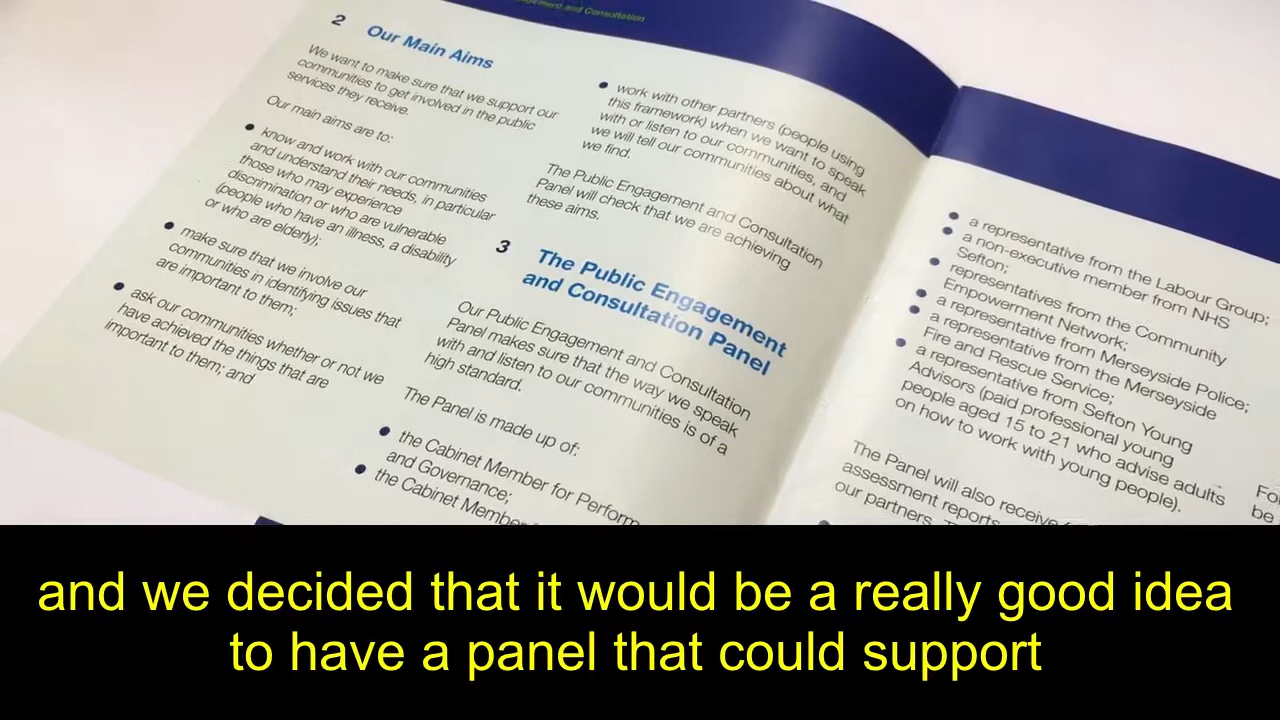 and Consultation
2 Our Main Aims
We want to make sure that we support our
communities to get involved in the public
services they receive.
Our main aims are to:
• know and work with our communities
and understand their needs, in particular
those who may experience
discrimination or who are vulnerable
(people who have an illness, a disability
or who are elderly);
• make sure that we involve our
communities in identifying issues that
are important to them;
• ask our communities whether or not we
have achieved the things that are
important to them; and
• work with other partners (people using
this framework) when we want to speak
with or listen to our communities, and
we will tell our communities about what
we find.
The Public Engagement and Consultation
Panel will check that we are achieving
these aims.
3 The Public Engagement
and Consultation Panel
Our Public Engagement and Consultation
Panel makes sure that the way we speak
with and listen to our communities is of a
high standard.
The Panel is made up of:
• the Cabinet Member for Perform
and Governance;
• the Cabinet Member
• a representative from the Labour Group;
• a non-executive member from NHS
Sefton;
• representatives from the Community
Empowerment Network;
• a representative from Merseyside Police;
• a representative from the Merseyside
Fire and Rescue Service;
• a representative from Sefton Young
Advisors (paid professional young
people aged 15 to 21 who advise adults
on how to work with young people).
The Panel will also receive
assessment reports
our partners.
be
and we decided that it would be a really good idea
to have a panel that could support